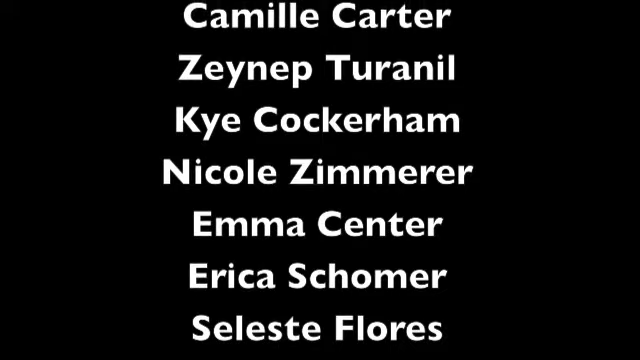 Camille Carter
Zeynep Turanil
Kye Cockerham
Nicole Zimmerer
Emma Center
Erica Schomer
Seleste Flores